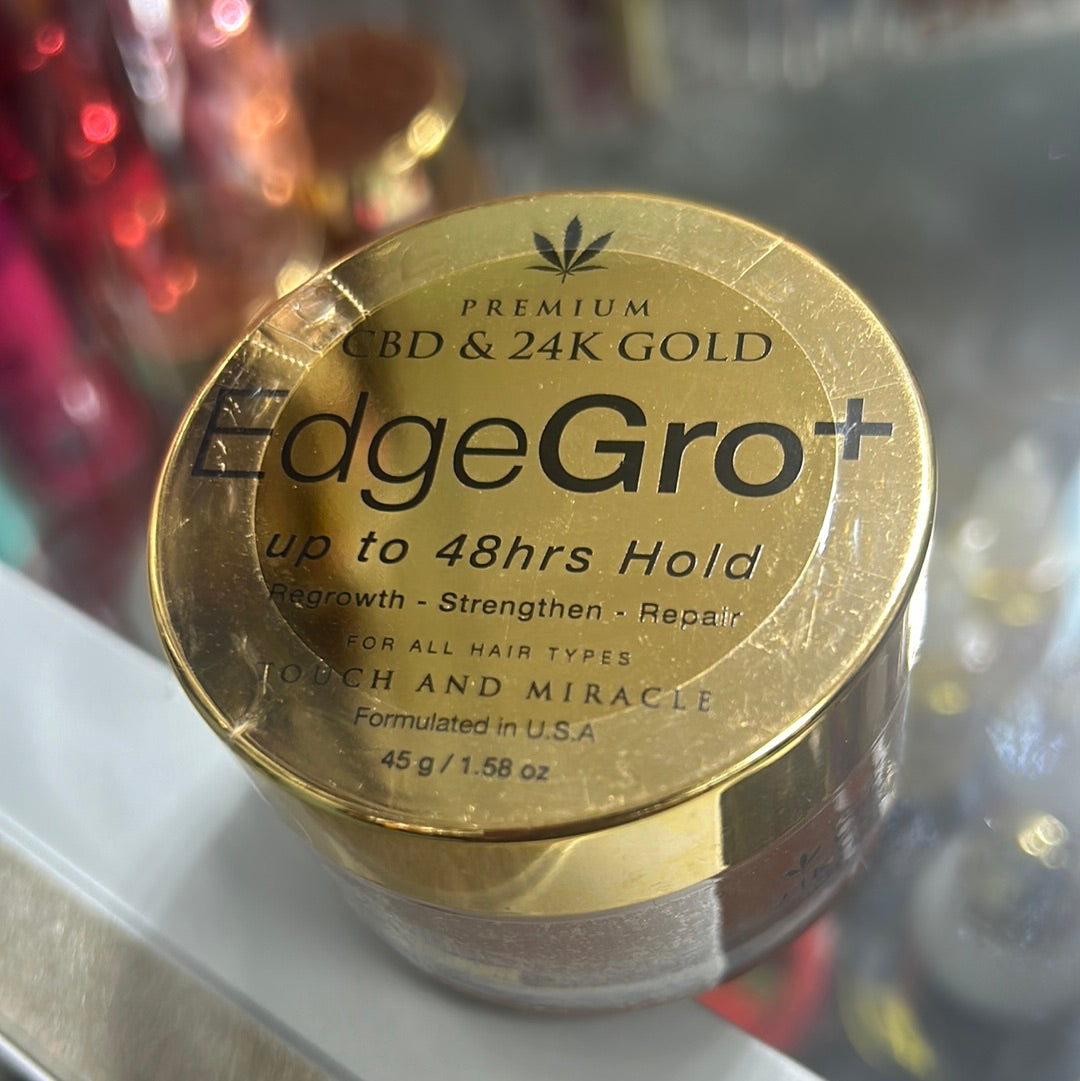 PREMIUM
CBD & 24K GOLD
EdgeGro+
up to 48hrs Hold
Regrowth - Strengthen - Repair
FOR ALL HAIR TYPES
TOUCH AND MIRACLE
Formulated in U.S.A
45 g / 1.58 oz